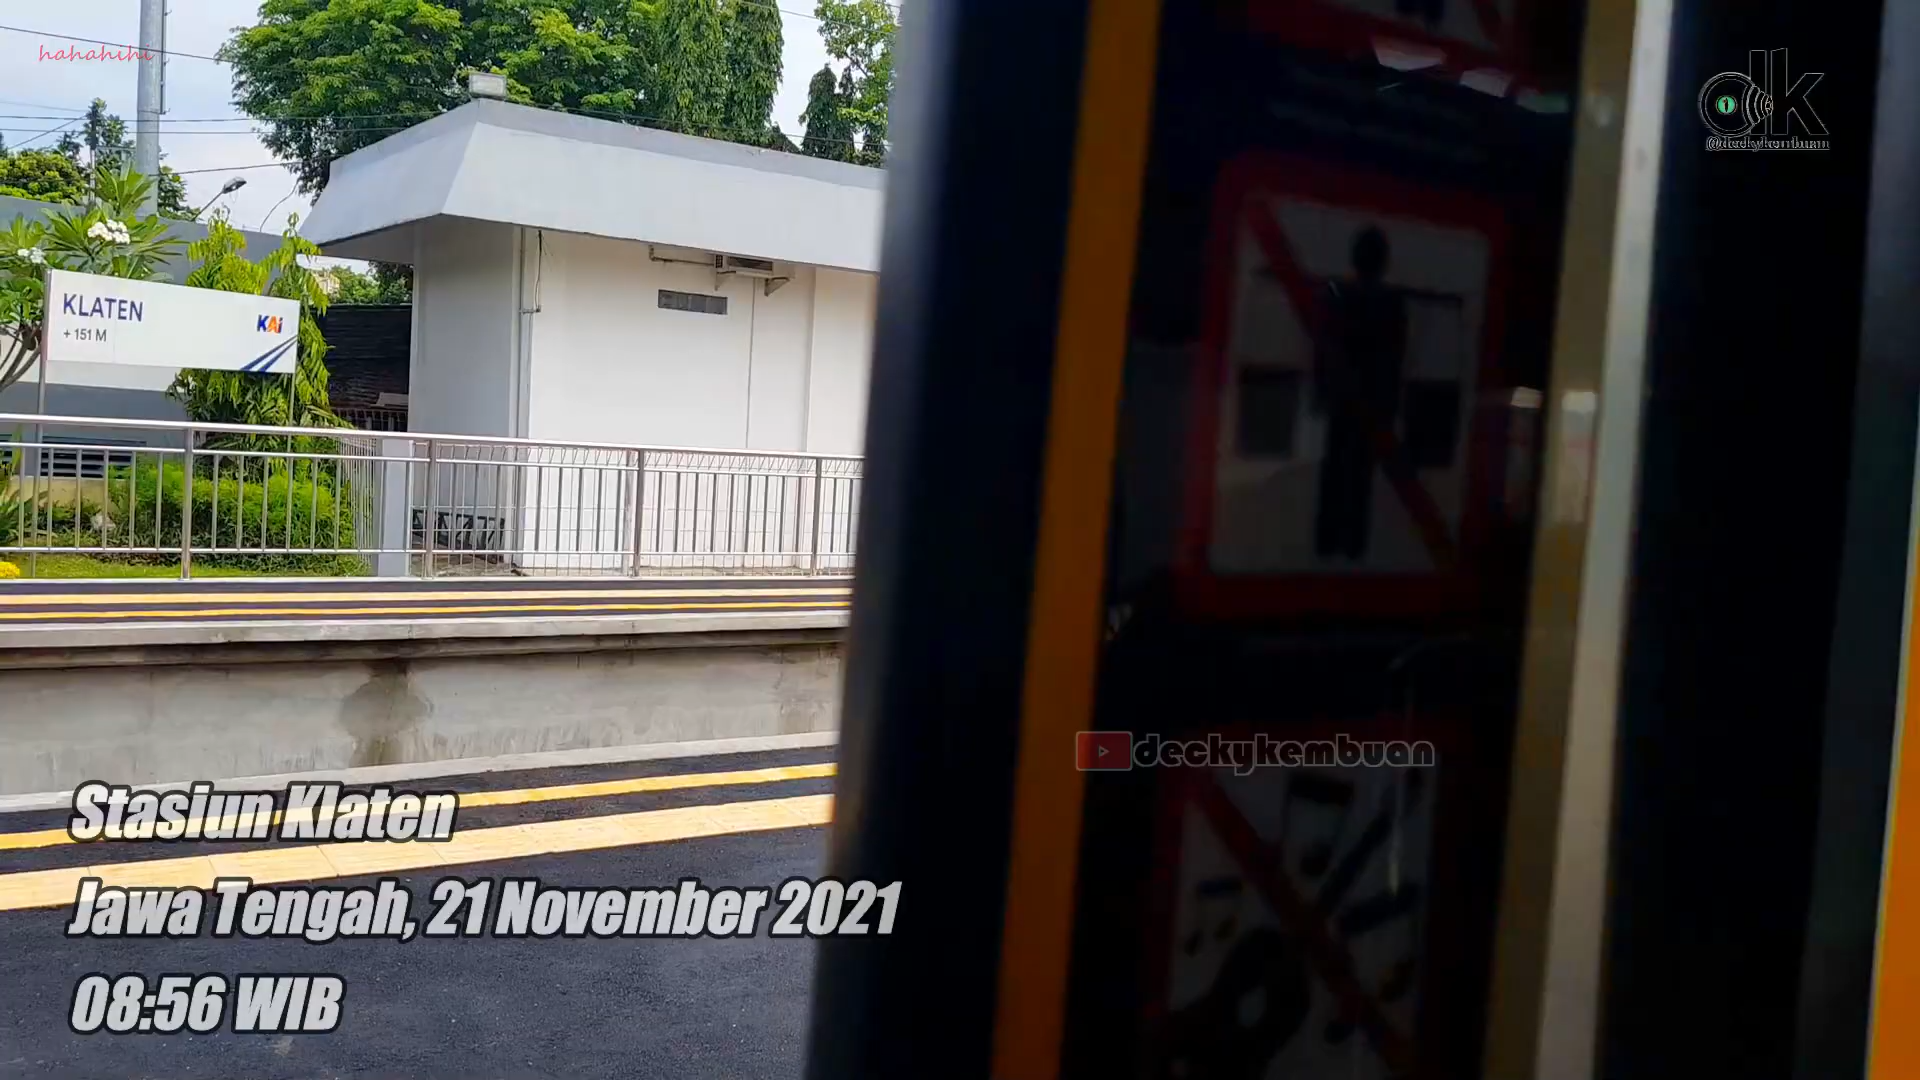 hahahihi
dk
@deckykembuan
KLATEN
+ 151 M
KAI
deckykembuan
Stasiun Klaten
Jawa Tengah, 21 November 2021
08:56 WIB